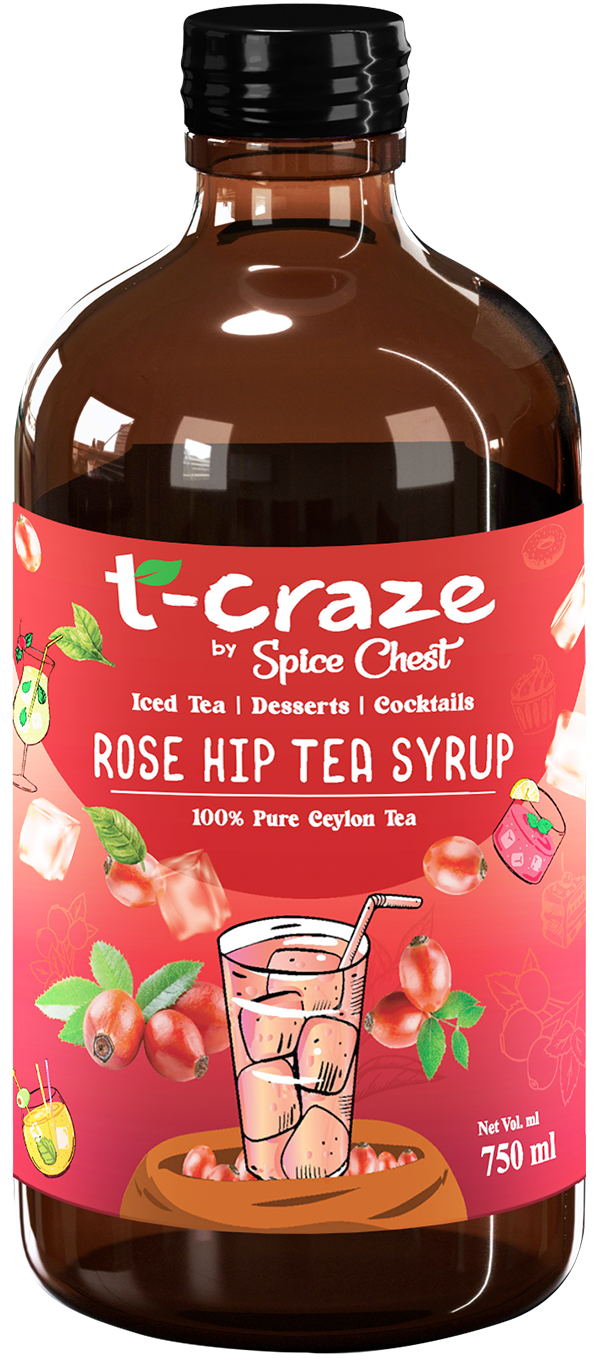 t-craze
by Spice Chest
Iced Tea | Desserts | Cocktails
ROSE HIP TEA SYRUP
100% Pure Ceylon Tea
Net Vol. ml
750 ml